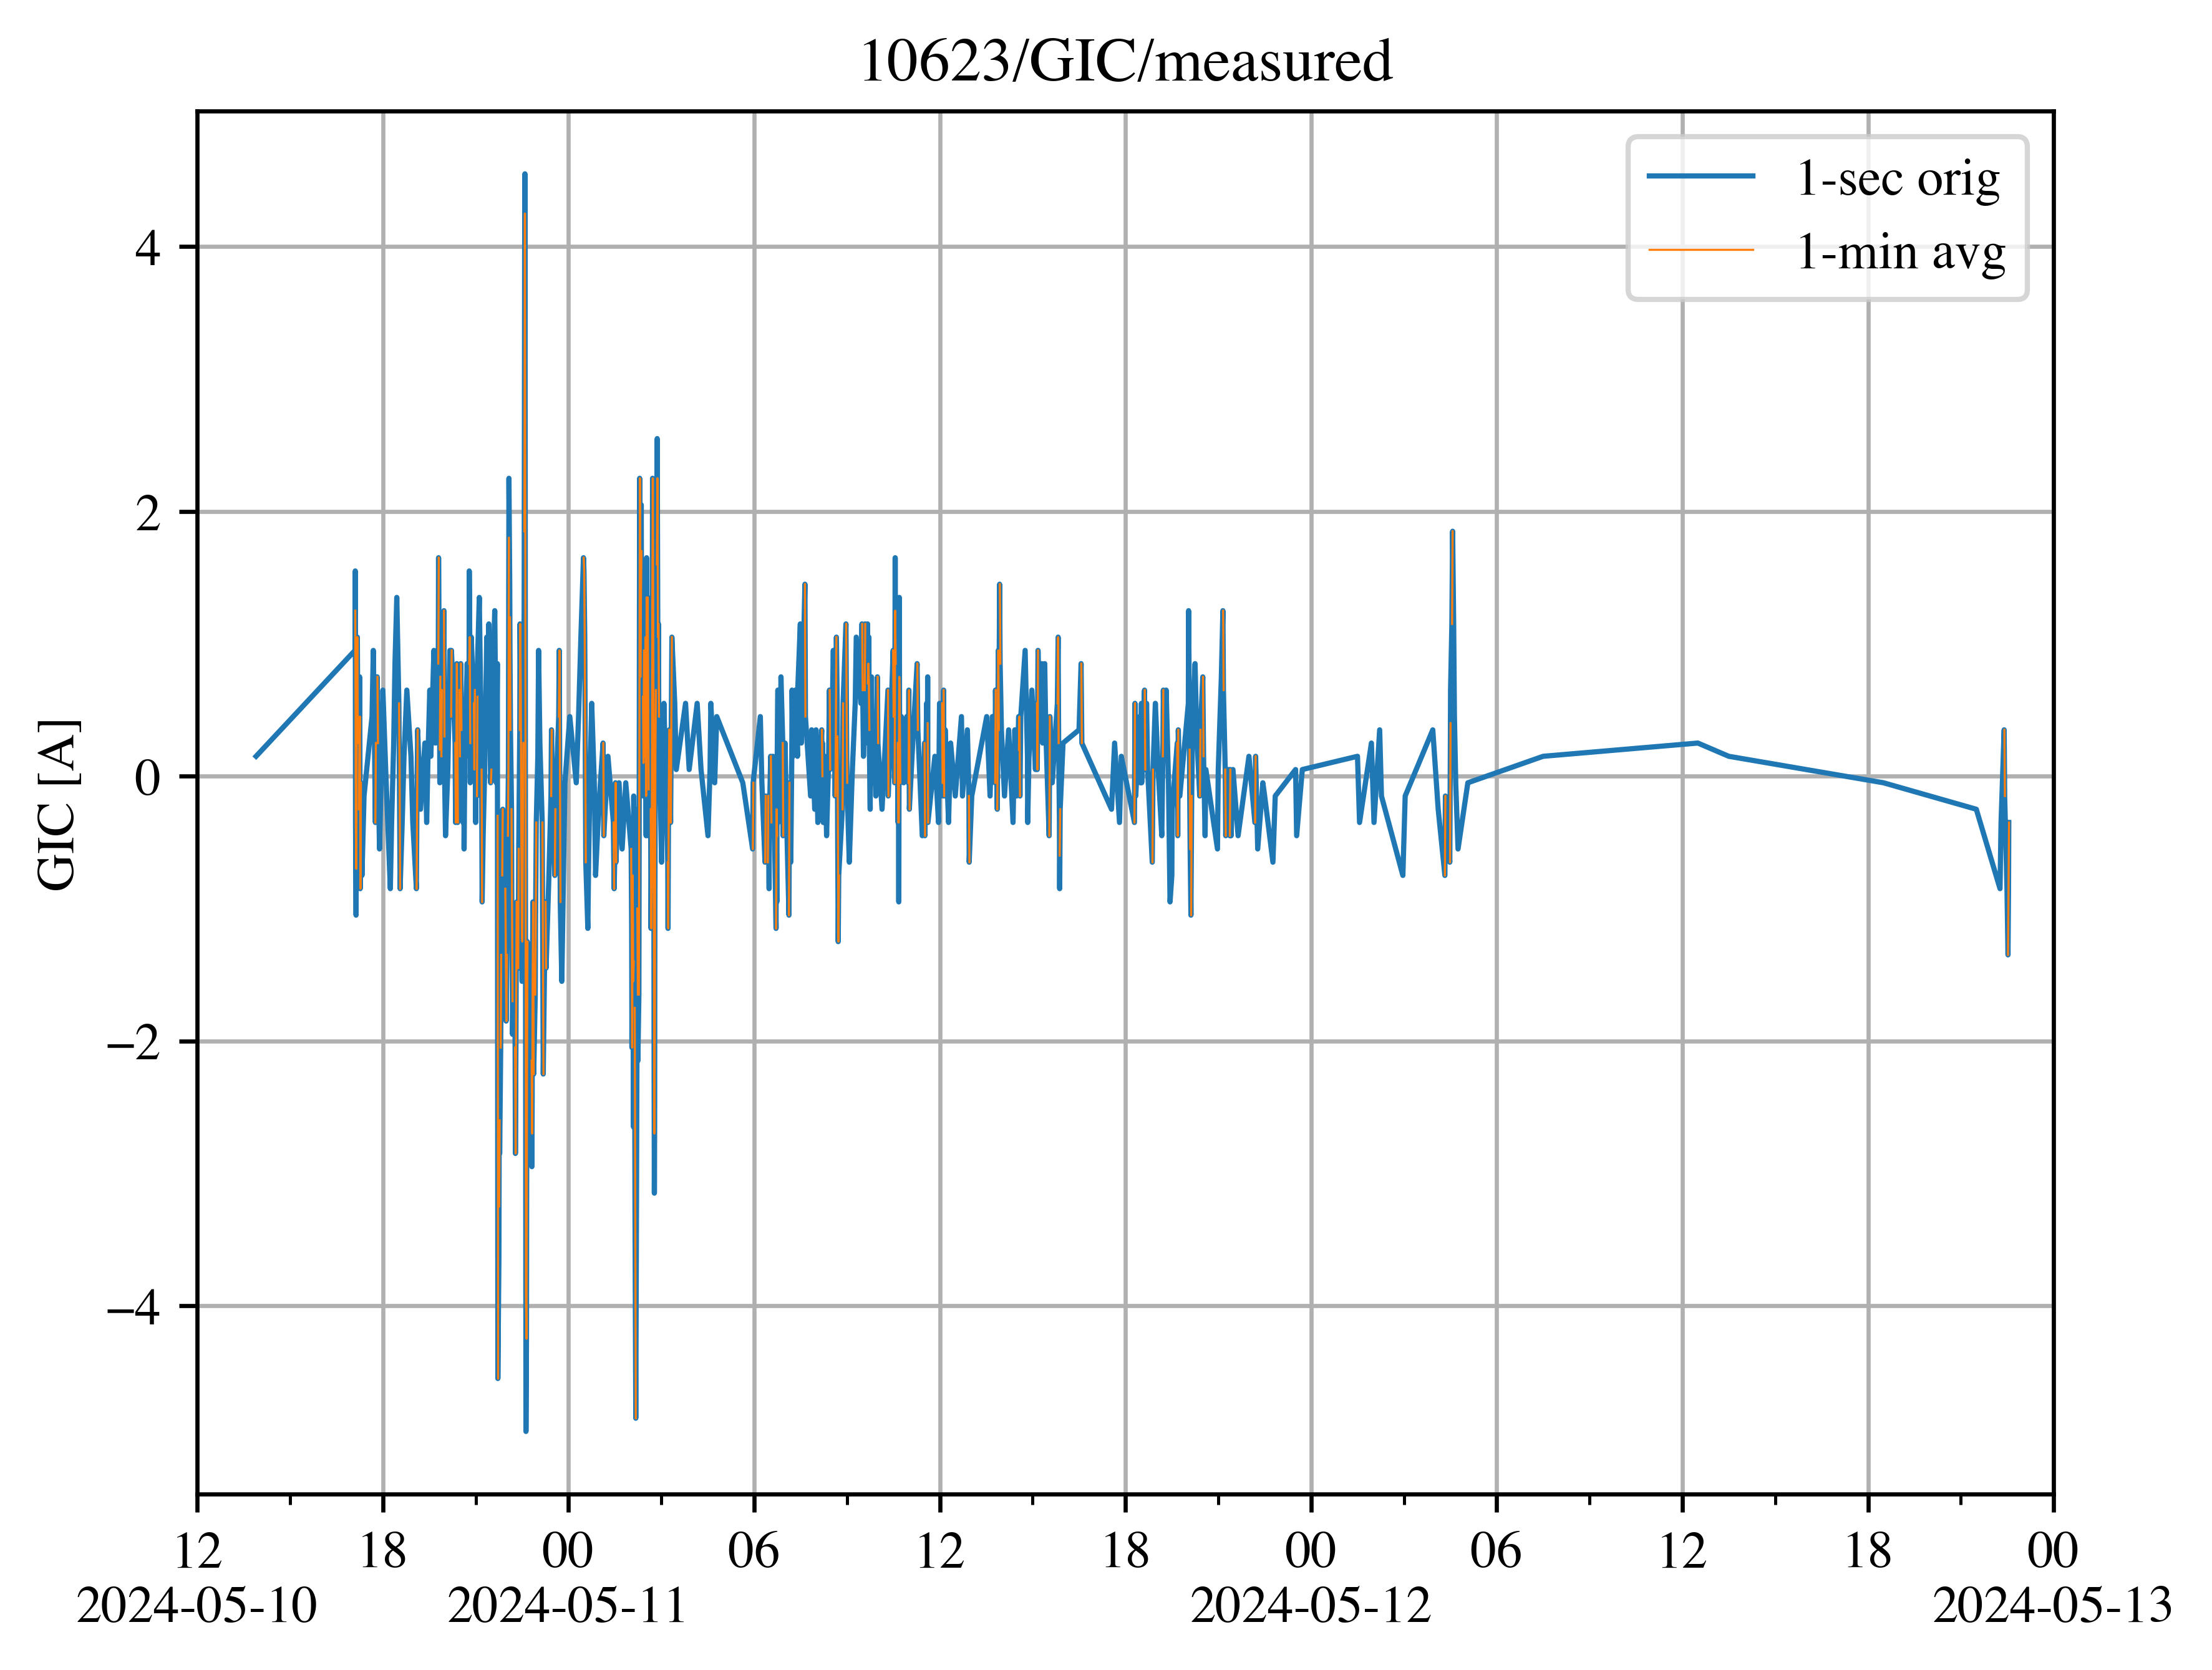 10623/GIC/measured
1-sec orig
1-min avg
GIC [A]
4
2
0
−2
−4
12 18 00 06 12 18 00 06 12 18 00
2024-05-10 2024-05-11 2024-05-12 2024-05-13